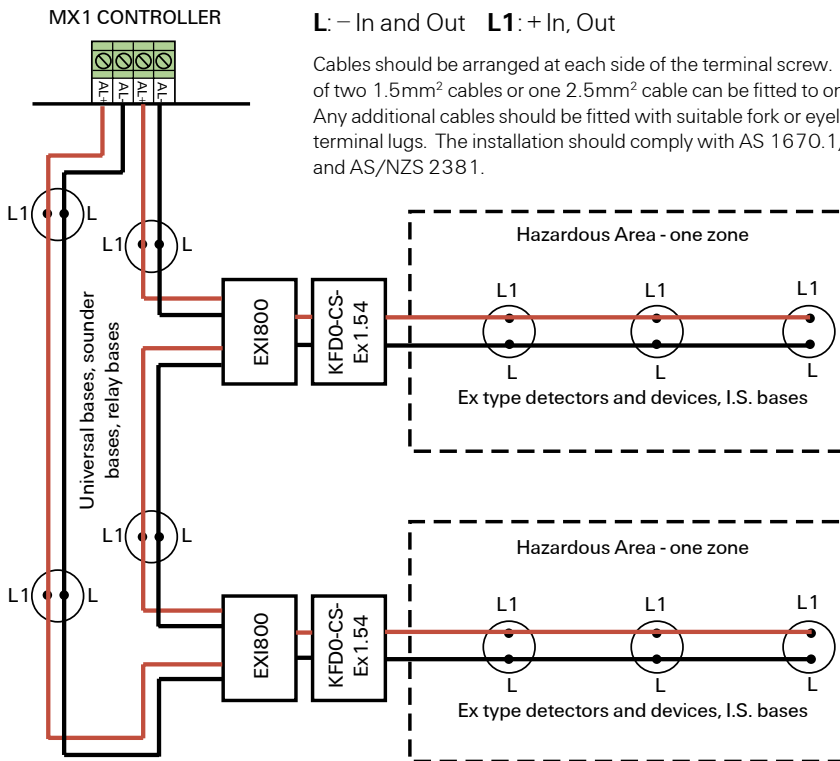 MX1 CONTROLLER
L: – In and Out L1: + In, Out
Cables should be arranged at each side of the terminal screw.
of two 1.5mm² cables or one 2.5mm² cable can be fitted to
Any additional cables should be fitted with suitable fork or
terminal lugs. The installation should comply with AS 1670.1,
and AS/NZS 2381.
AL+
AL-
AL+
AL-
L1
L
L1
L
Universal bases, sounder
bases, relay bases
EXI800
KFD0-CS-
Ex1.54
Hazardous Area - one zone
L1
L1
L1
L
L
L
Ex type detectors and devices, I.S. bases
L1
L
L1
L
EXI800
KFD0-CS-
Ex1.54
Hazardous Area - one zone
L1
L1
L1
L
L
L
Ex type detectors and devices, I.S. bases